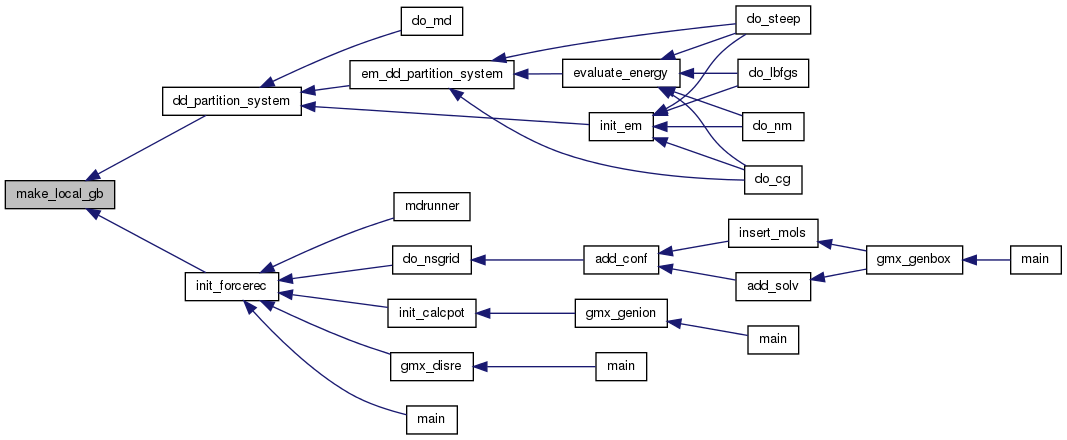 do_md
do_steep
em_dd_partition_system
evaluate_energy
do_lbfgs
dd_partition_system
init_em
do_nm
do_cg
make_local_gb
mdrunner
insert_mols
do_nsgrid
add_conf
gmx_genbox
main
init_forcerec
add_solv
init_calcpot
gmx_genion
main
gmx_disre
main
main